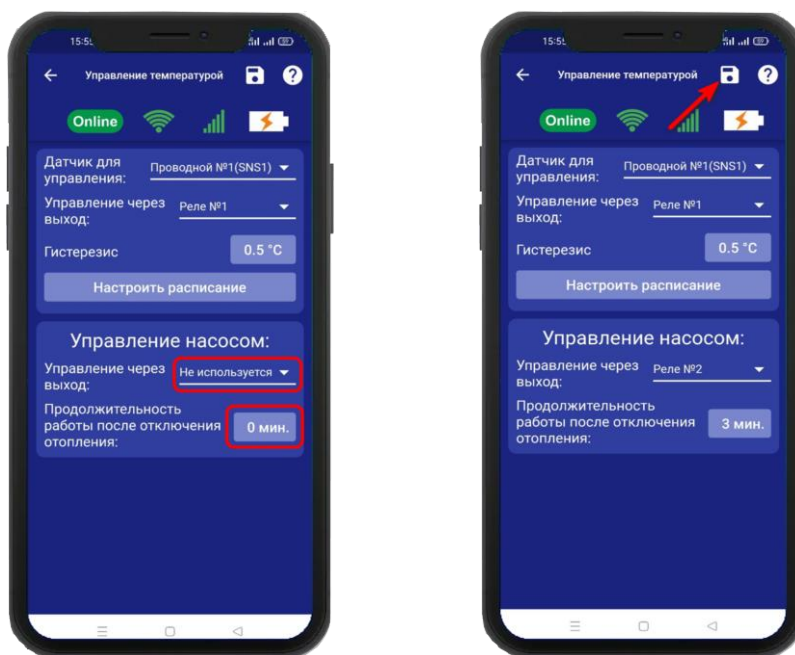 15:55
Управление температурой
Online
Датчик для
управления:
Проводной №1(SNS1)
Управление через
выход:
Реле №1
Гистерезис
0.5 °C
Настроить расписание
Управление насосом:
Управление через
выход:
Не используется
Продолжительность
работы после отключения
отопления:
0 мин.
Управление температурой
Online
Датчик для
управления:
Проводной №1(SNS1)
Управление через
выход:
Реле №1
Гистерезис
0.5 °C
Настроить расписание
Управление насосом:
Управление через
выход:
Реле №2
Продолжительность
работы после отключения
отопления:
3 мин.